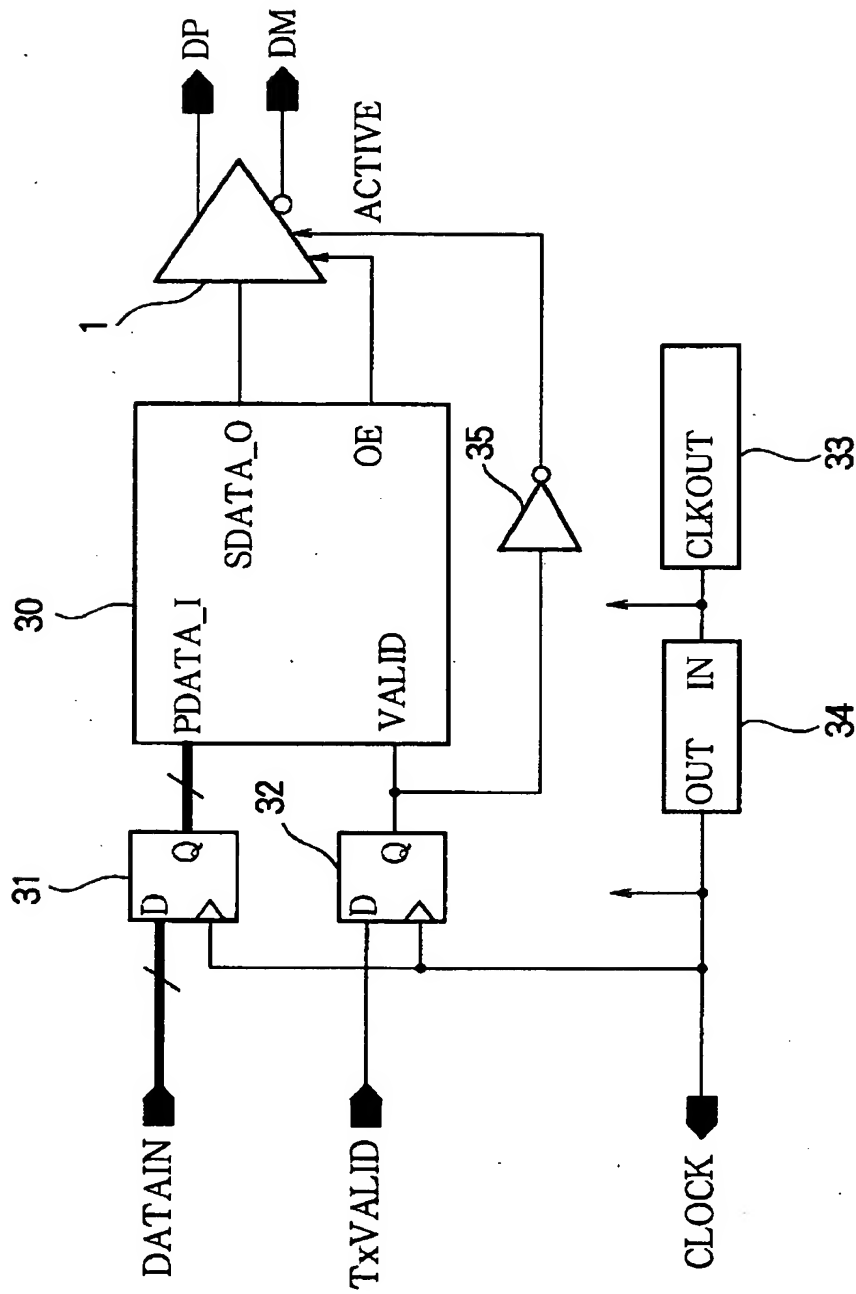 DP
DM
1
ACTIVE
30
PDATA_I
SDATA_O
VALID
OE
31
D
Q
32
D
Q
35
DATAIN
TxVALID
CLOCK
OUT
IN
34
CLKOUT
33